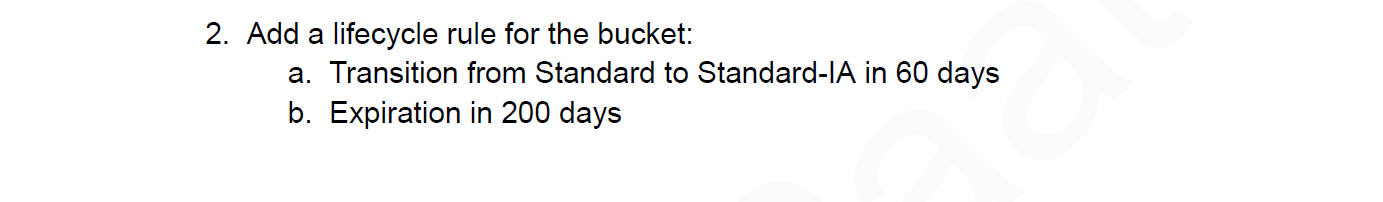 2. Add a lifecycle rule for the bucket:
a. Transition from Standard to Standard-IA in 60 days
b. Expiration in 200 days